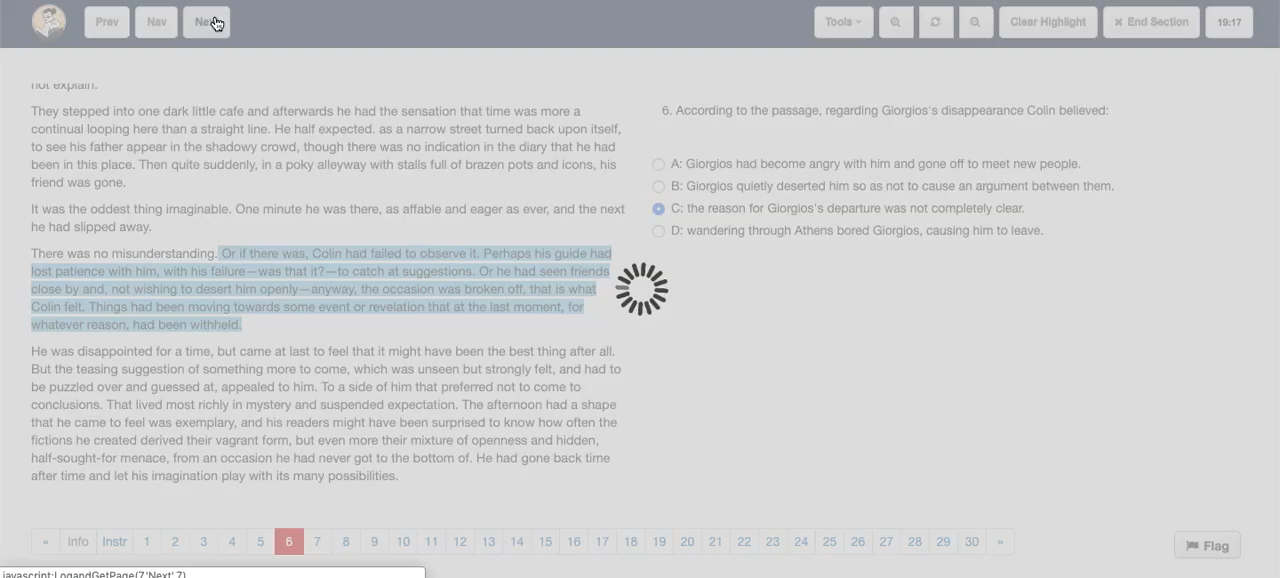 Prev Nav Nex Tools Clear Highlight End Section 19:17
not explain.
They stepped into one dark little cafe and afterwards he had the sensation that time was more a
continual looping here than a straight line. He half expected. as a narrow street turned back upon itself,
to see his father appear in the shadowy crowd, though there was no indication in the diary that he had
been in this place. Then quite suddenly, in a poky alleyway with stalls full of brazen pots and icons, his
friend was gone.
It was the oddest thing imaginable. One minute he was there, as affable and eager as ever, and the next
he had slipped away.
There was no misunderstanding. Or if there was, Colin had failed to observe it. Perhaps his guide had
lost patience with him, with his failure—was that it?—to catch at suggestions. Or he had seen friends
close by and, not wishing to desert him openly—anyway, the occasion was broken off, that is what
Colin felt. Things had been moving towards some event or revelation that at the last moment, for
whatever reason, had been withheld.
He was disappointed for a time, but came at last to feel that it might have been the best thing after all.
But the teasing suggestion of something more to come, which was unseen but strongly felt, and had to
be puzzled over and guessed at, appealed to him. To a side of him that preferred not to come to
conclusions. That lived most richly in mystery and suspended expectation. The afternoon had a shape
that he came to feel was exemplary, and his readers might have been surprised to know how often the
fictions he created derived their vagrant form, but even more their mixture of openness and hidden,
half-sought-for menace, from an occasion he had never got to the bottom of. He had gone back time
after time and let his imagination play with its many possibilities.
6. According to the passage, regarding Giorgios's disappearance Colin believed:
A: Giorgios had become angry with him and gone off to meet new people.
B: Giorgios quietly deserted him so as not to cause an argument between them.
C: the reason for Giorgios's departure was not completely clear.
D: wandering through Athens bored Giorgios, causing him to leave.
« Info Instr 1 2 3 4 5 6 7 8 9 10 11 12 13 14 15 16 17 18 19 20 21 22 23 24 25 26 27 28 29 30 »
Flag
javascript:LogandGetPage(7,'Next',7)